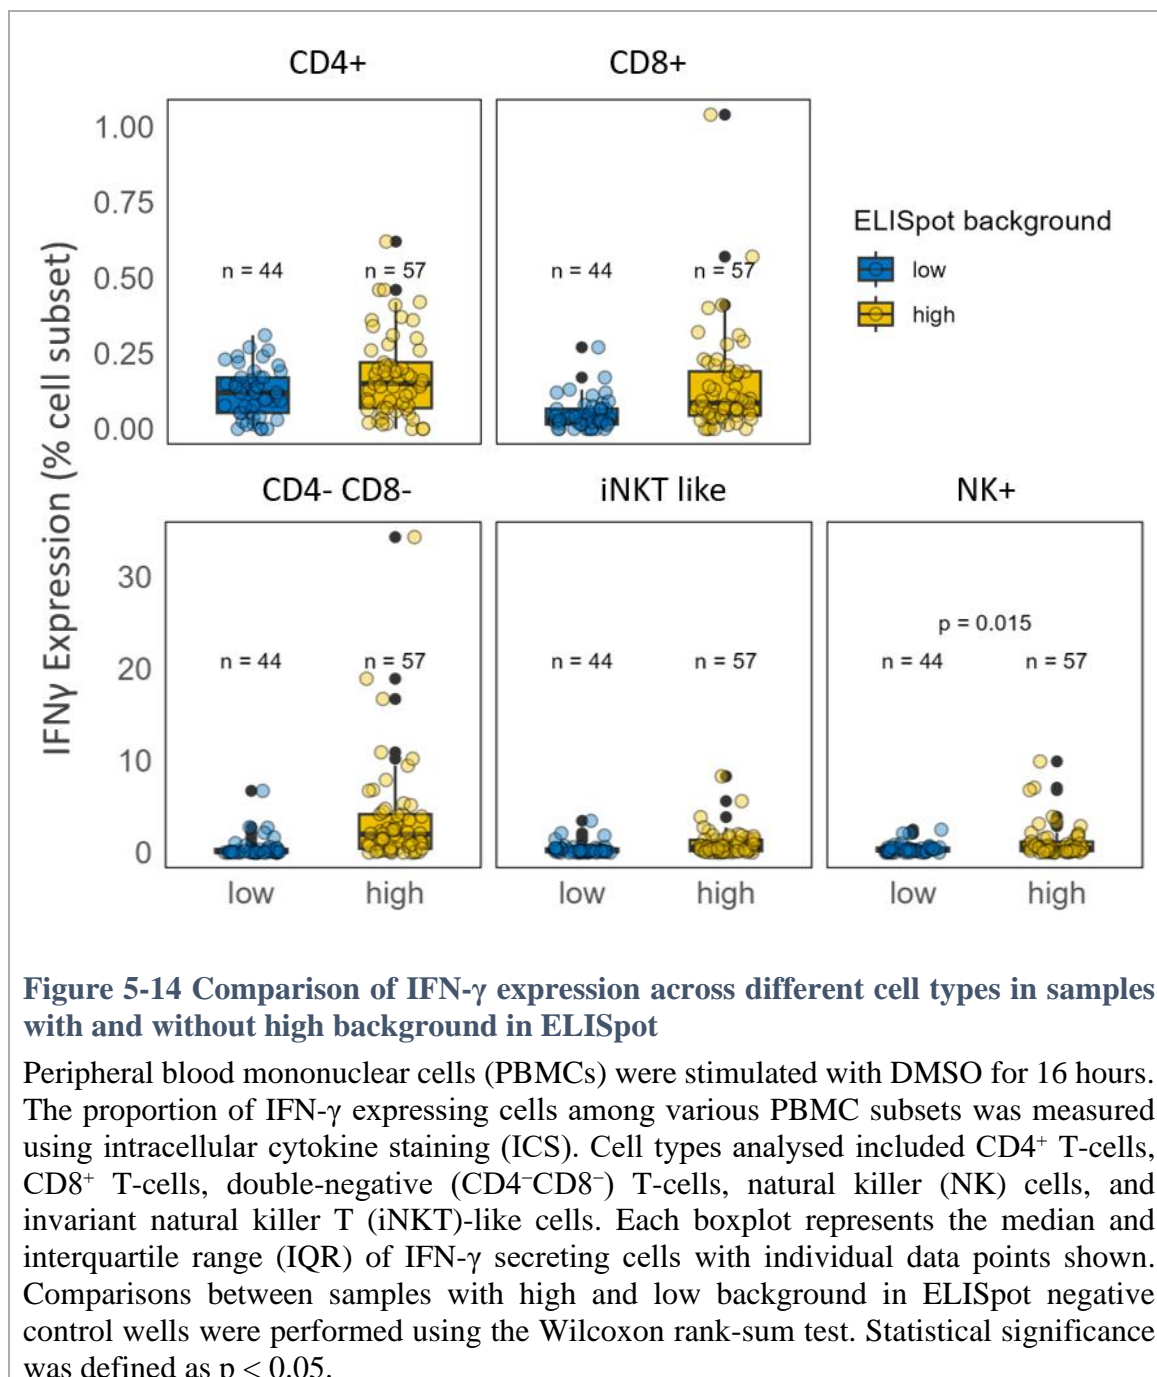 CD4+ CD8+
1.00
0.75
0.50
0.25
0.00
n = 44 n = 57 n = 44 n = 57
ELISpot background
low
high
IFNγ Expression (% cell subset)
CD4- CD8- iNKT like NK+
30
20
10
0
p = 0.015
n = 44 n = 57 n = 44 n = 57 n = 44 n = 57
low high low high low high
Figure 5-14 Comparison of IFN-γ expression across different cell types in samples
with and without high background in ELISpot
Peripheral blood mononuclear cells (PBMCs) were stimulated with DMSO for 16 hours.
The proportion of IFN-γ expressing cells among various PBMC subsets was measured
using intracellular cytokine staining (ICS). Cell types analysed included CD4⁺ T-cells,
CD8⁺ T-cells, double-negative (CD4⁻CD8⁻) T-cells, natural killer (NK) cells, and
invariant natural killer T (iNKT)-like cells. Each boxplot represents the median and
interquartile range (IQR) of IFN-γ secreting cells with individual data points shown.
Comparisons between samples with high and low background in ELISpot negative
control wells were performed using the Wilcoxon rank-sum test. Statistical significance
was defined as p < 0.05.